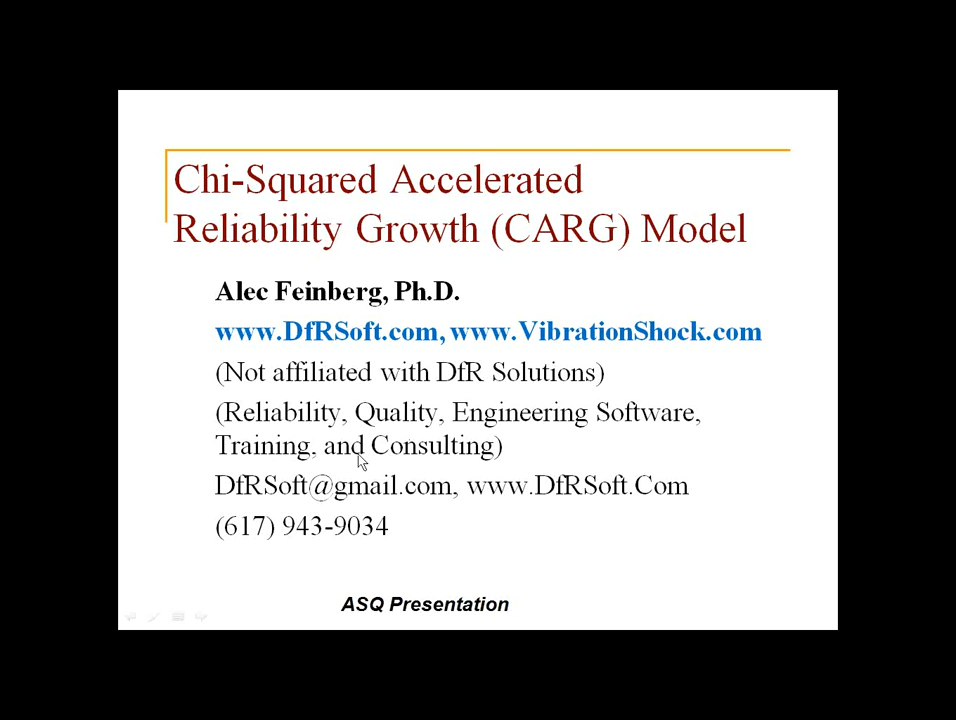 Chi-Squared Accelerated
Reliability Growth (CARG) Model
Alec Feinberg, Ph.D.
www.DfRSoft.com, www.VibrationShock.com
(Not affiliated with DfR Solutions)
(Reliability, Quality, Engineering Software,
Training, and Consulting)
DfRSoft@gmail.com, www.DfRSoft.Com
(617) 943-9034
ASQ Presentation